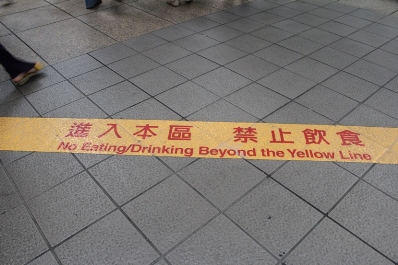 進入本區 禁止飲食
No Eating/Drinking Beyond the Yellow Line